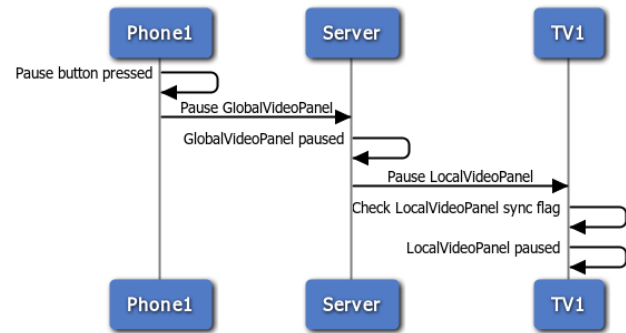 Phone1 Server TV1
Pause button pressed
Pause GlobalVideoPanel
GlobalVideoPanel paused
Pause LocalVideoPanel
Check LocalVideoPanel sync flag
LocalVideoPanel paused
Phone1 Server TV1